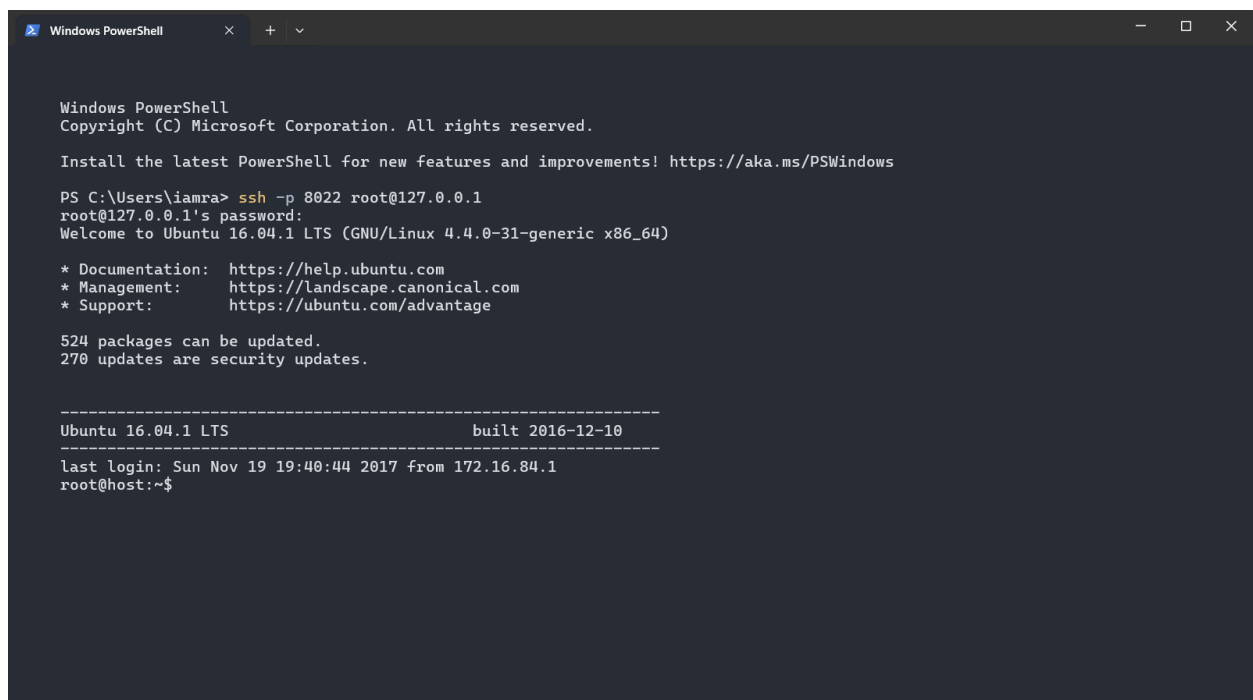 Windows PowerShell
Windows PowerShell
Copyright (C) Microsoft Corporation. All rights reserved.
Install the latest PowerShell for new features and improvements! https://aka.ms/PSWindows
PS C:\Users\iamra> ssh -p 8022 root@127.0.0.1
root@127.0.0.1's password:
Welcome to Ubuntu 16.04.1 LTS (GNU/Linux 4.4.0-31-generic x86_64)
* Documentation:  https://help.ubuntu.com
* Management:     https://landscape.canonical.com
* Support:        https://ubuntu.com/advantage
524 packages can be updated.
270 updates are security updates.
----------------------------------------------------------------
Ubuntu 16.04.1 LTS                          built 2016-12-10
----------------------------------------------------------------
last login: Sun Nov 19 19:40:44 2017 from 172.16.84.1
root@host:~$